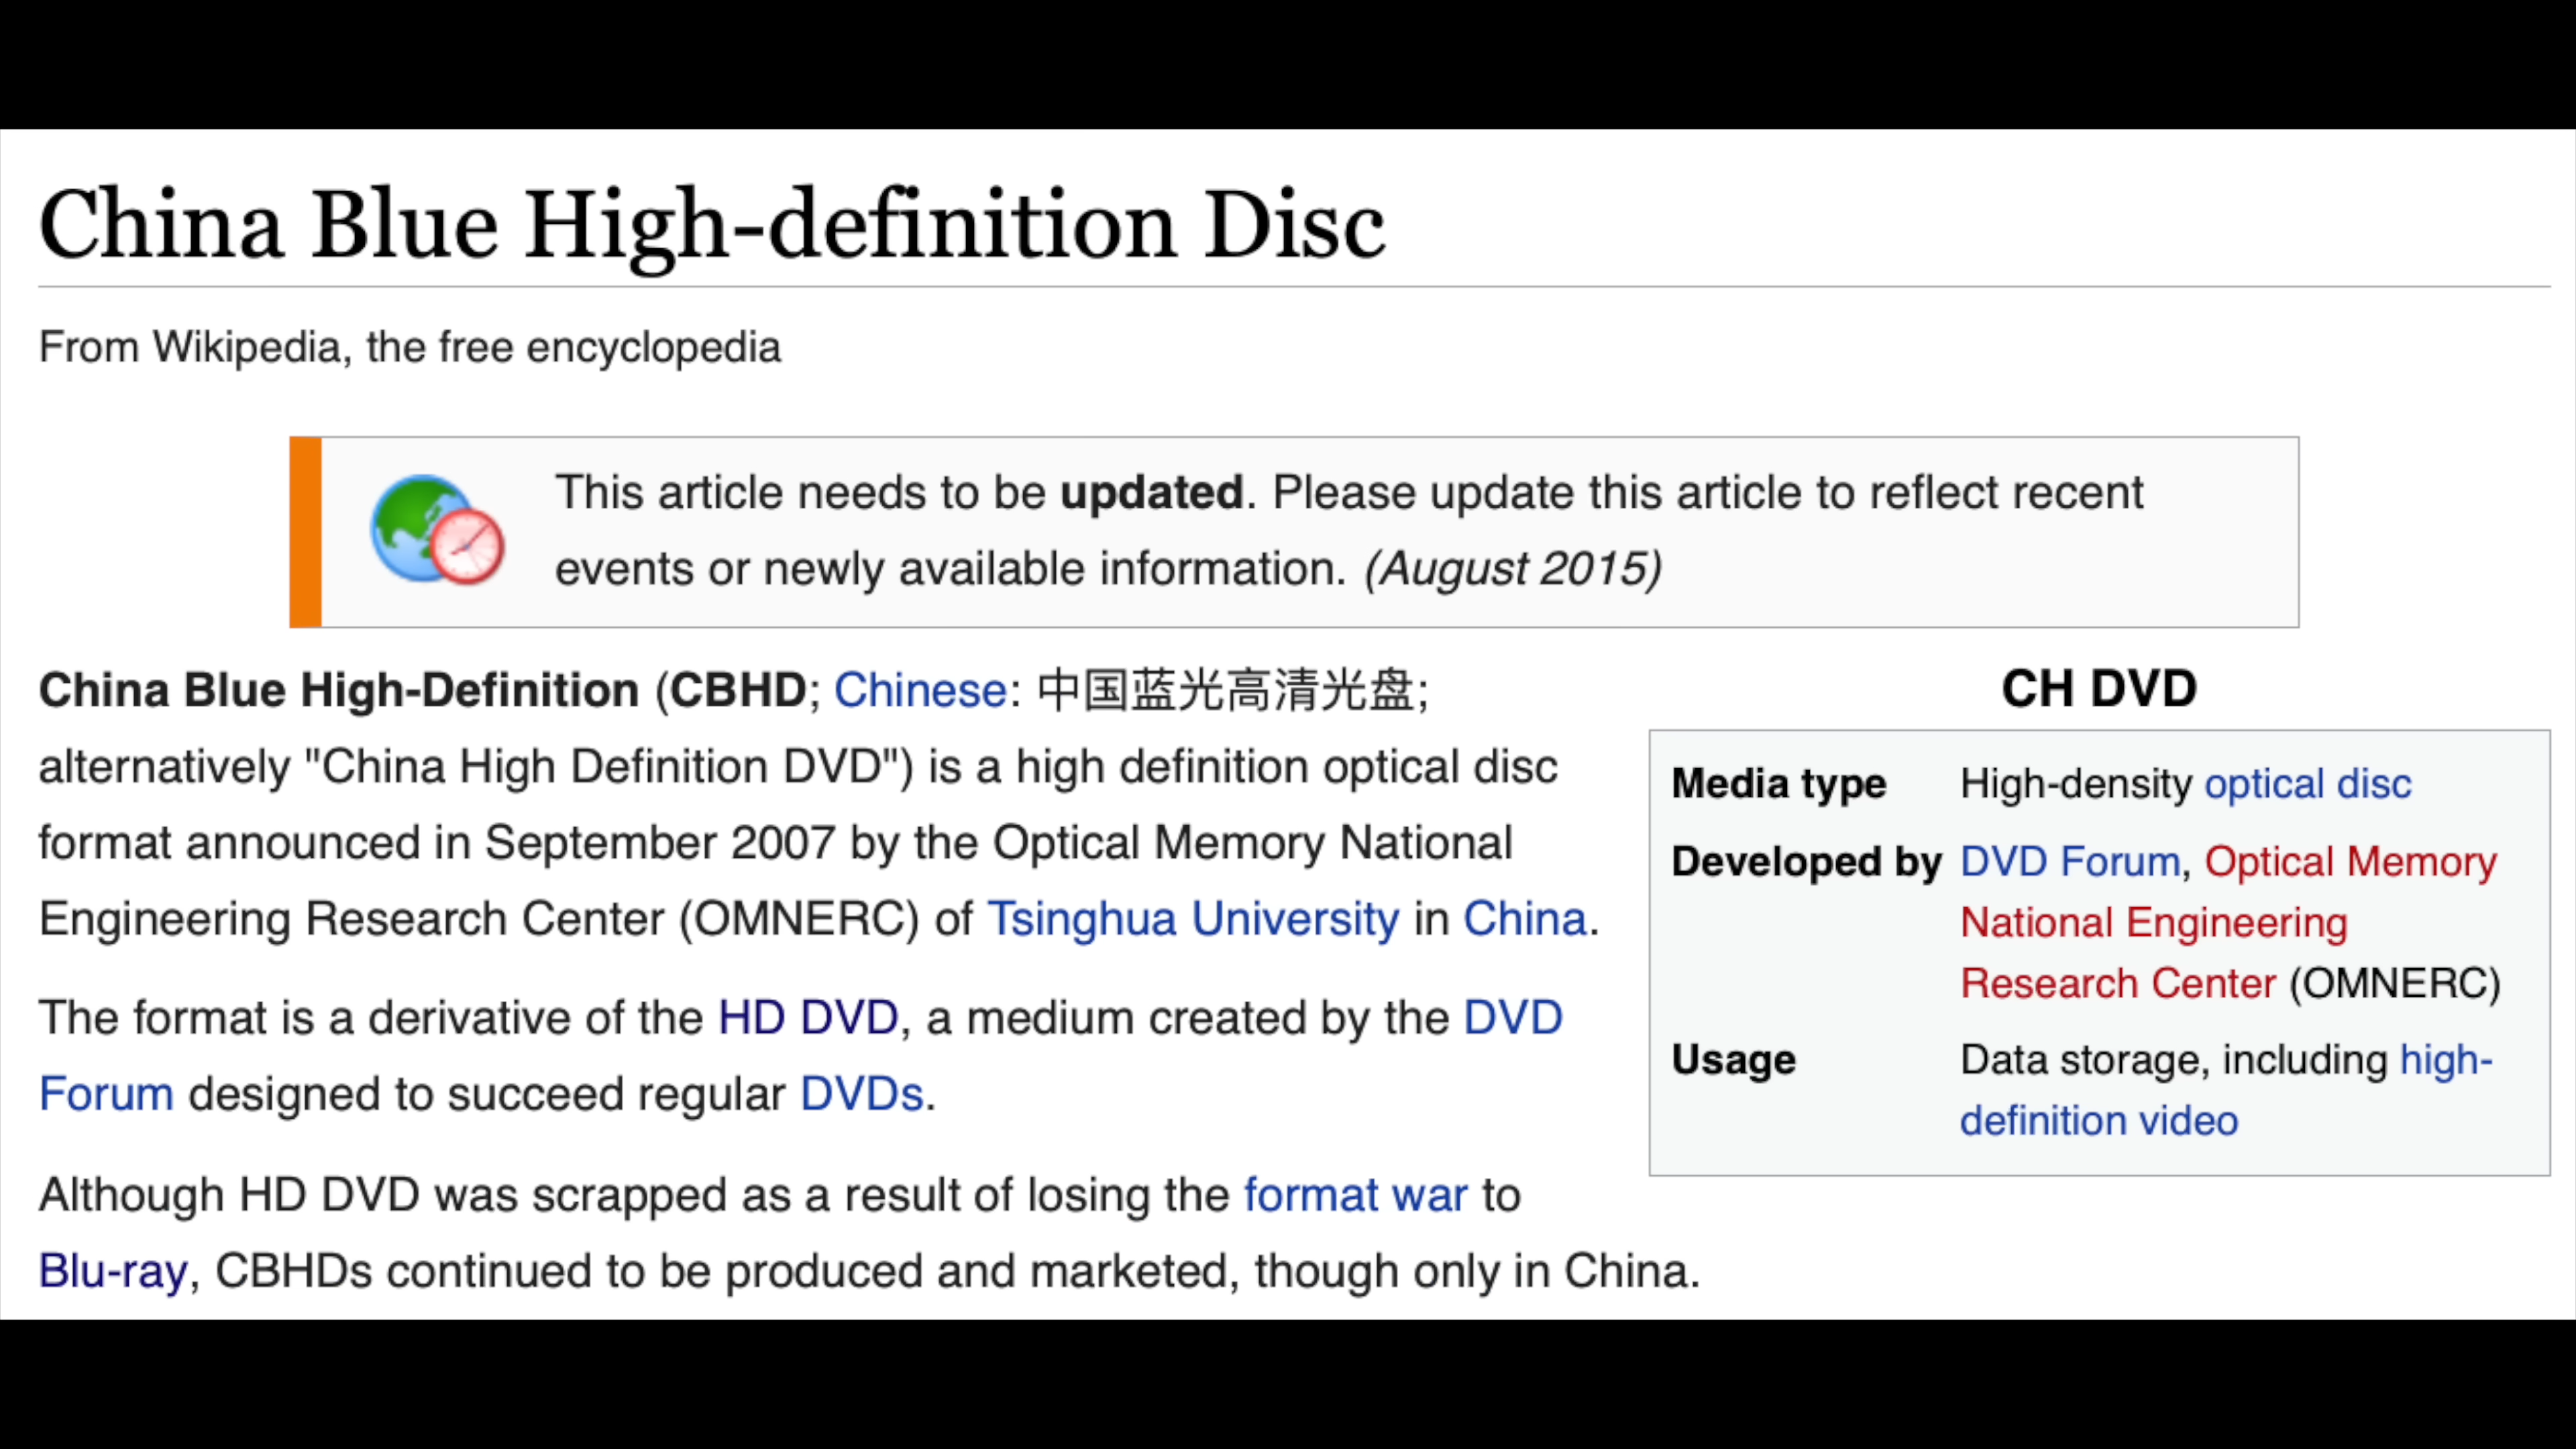 China Blue High-definition Disc
From Wikipedia, the free encyclopedia
This article needs to be updated. Please update this article to reflect recent
events or newly available information. (August 2015)
China Blue High-Definition (CBHD; Chinese: 中国蓝光高清光盘;
alternatively "China High Definition DVD") is a high definition optical disc
format announced in September 2007 by the Optical Memory National
Engineering Research Center (OMNERC) of Tsinghua University in China.
The format is a derivative of the HD DVD, a medium created by the DVD
Forum designed to succeed regular DVDs.
Although HD DVD was scrapped as a result of losing the format war to
Blu-ray, CBHDs continued to be produced and marketed, though only in China.
CH DVD
Media type High-density optical disc
Developed by DVD Forum, Optical Memory
National Engineering
Research Center (OMNERC)
Usage Data storage, including high-
definition video